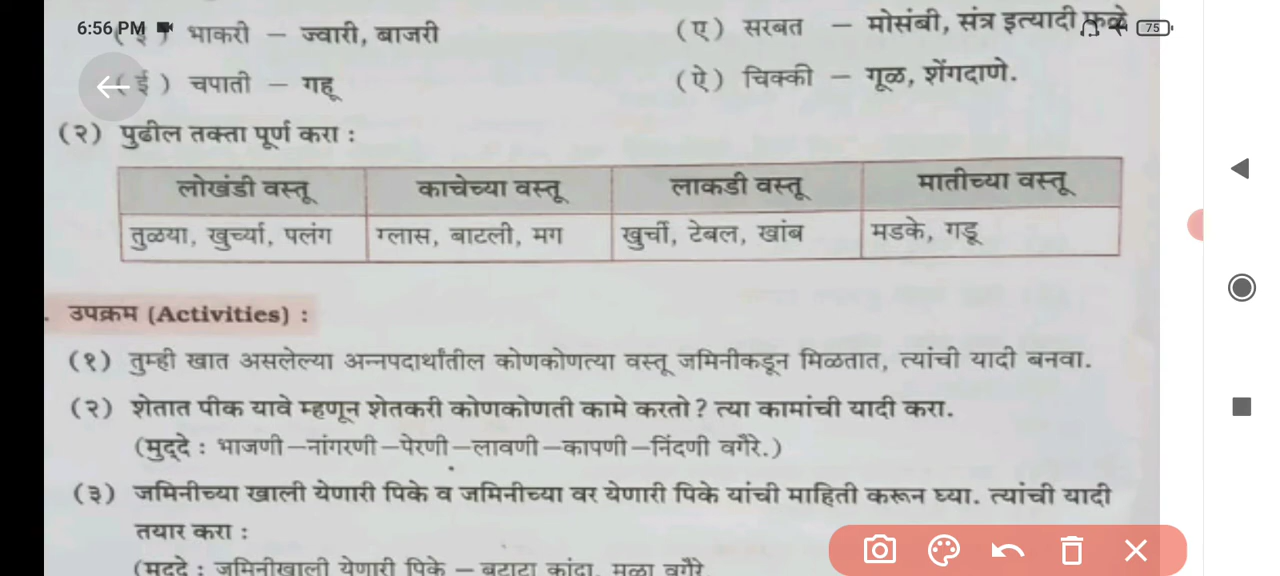 6:56 PM
75
( इ ) भाकरी – ज्वारी, बाजरी
(ए) सरबत – मोसंबी, संत्र इत्यादी फळे
( ई ) चपाती – गहू
(ऐ) चिक्की – गूळ, शेंगदाणे.
(२) पुढील तक्ता पूर्ण करा :
लोखंडी वस्तू काचेच्या वस्तू लाकडी वस्तू मातीच्या वस्तू
तुळया, खुर्च्या, पलंग ग्लास, बाटली, मग खुर्ची, टेबल, खांब मडके, गडू
. उपक्रम (Activities) :
(१) तुम्ही खात असलेल्या अन्नपदार्थांतील कोणकोणत्या वस्तू जमिनीकडून मिळतात, त्यांची यादी बनवा.
(२) शेतात पीक यावे म्हणून शेतकरी कोणकोणती कामे करतो? त्या कामांची यादी करा.
(मुद्दे : भाजणी–नांगरणी–पेरणी–लावणी–कापणी–निंदणी वगैरे.)
(३) जमिनीच्या खाली येणारी पिके व जमिनीच्या वर येणारी पिके यांची माहिती करून घ्या. त्यांची यादी
तयार करा :
(मुद्दे : जमिनीखाली येणारी पिके – बटाटा कांदा, मुळा वगैरे